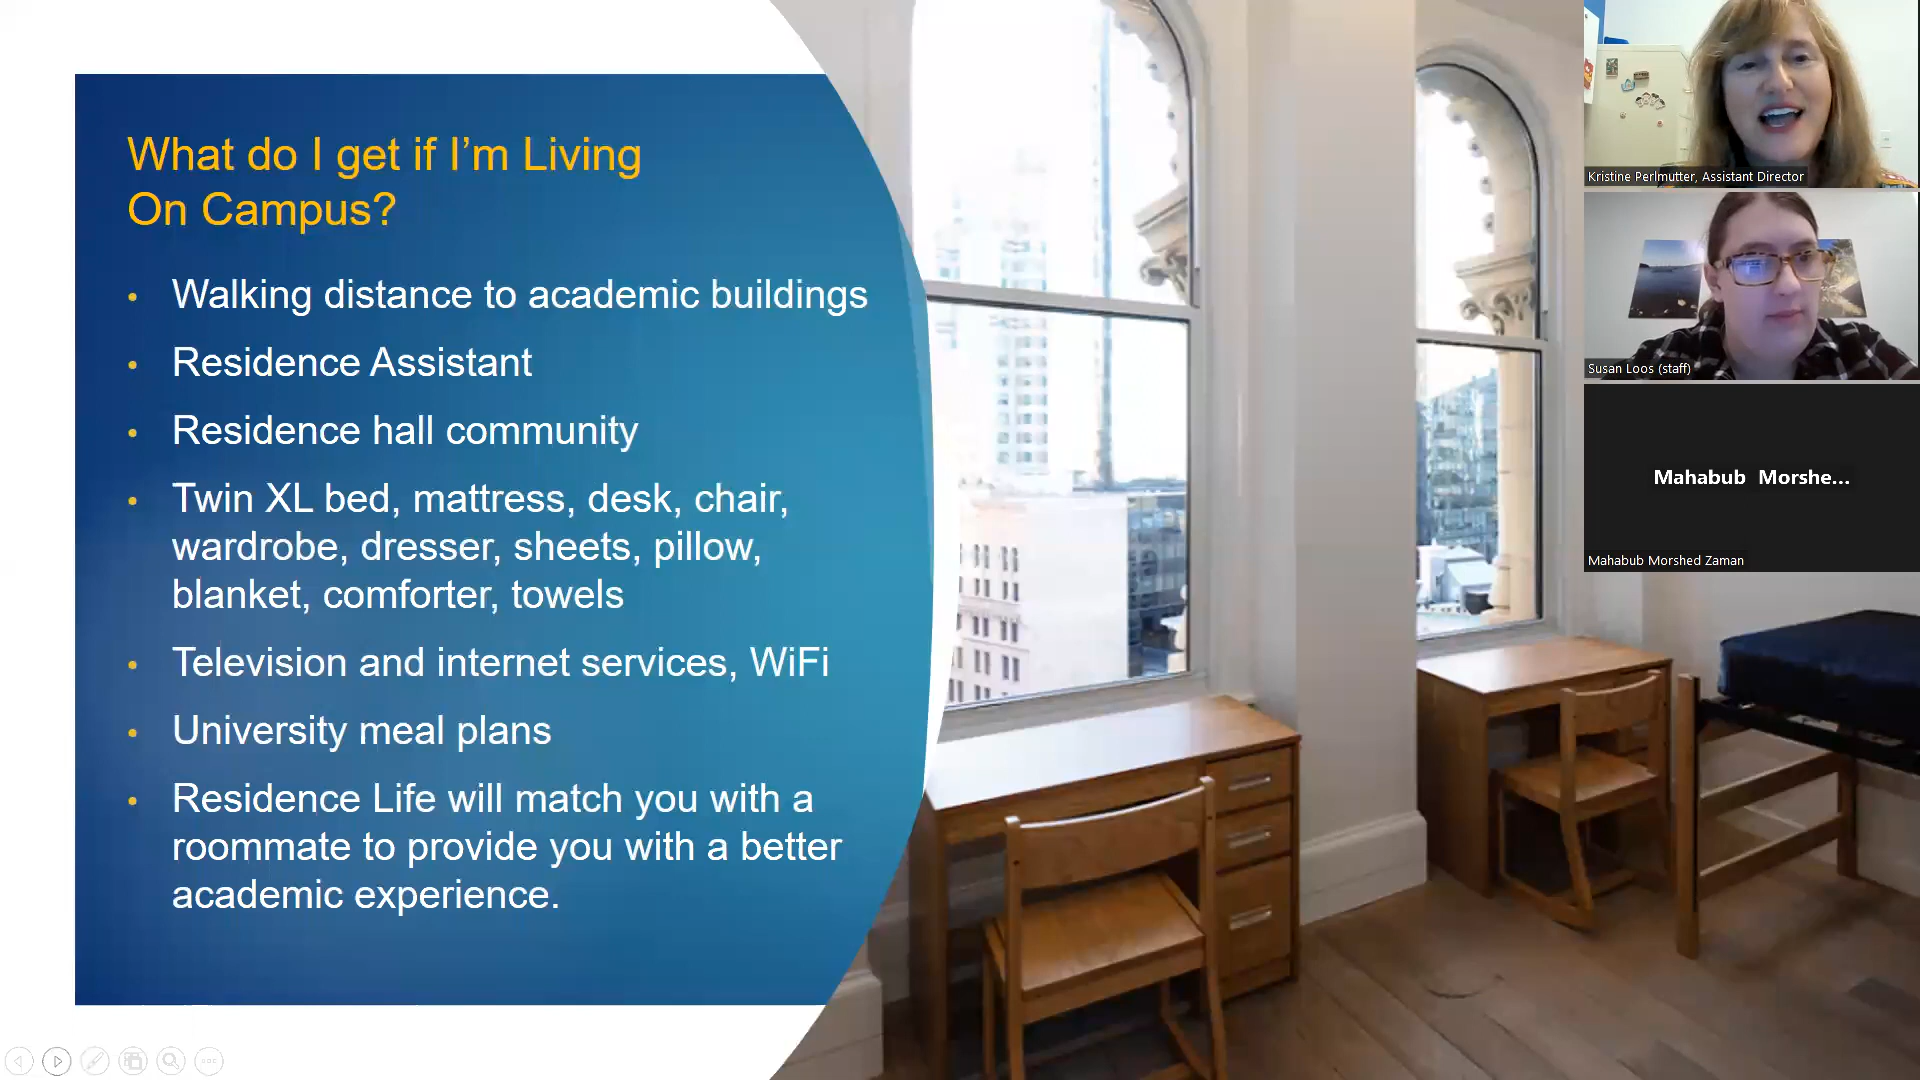 What do I get if I’m Living
On Campus?
• Walking distance to academic buildings
• Residence Assistant
• Residence hall community
• Twin XL bed, mattress, desk, chair,
wardrobe, dresser, sheets, pillow,
blanket, comforter, towels
• Television and internet services, WiFi
• University meal plans
• Residence Life will match you with a
roommate to provide you with a better
academic experience.
Kristine Perlmutter, Assistant Director
Susan Loos (staff)
Mahabub Morshe...
Mahabub Morshed Zaman